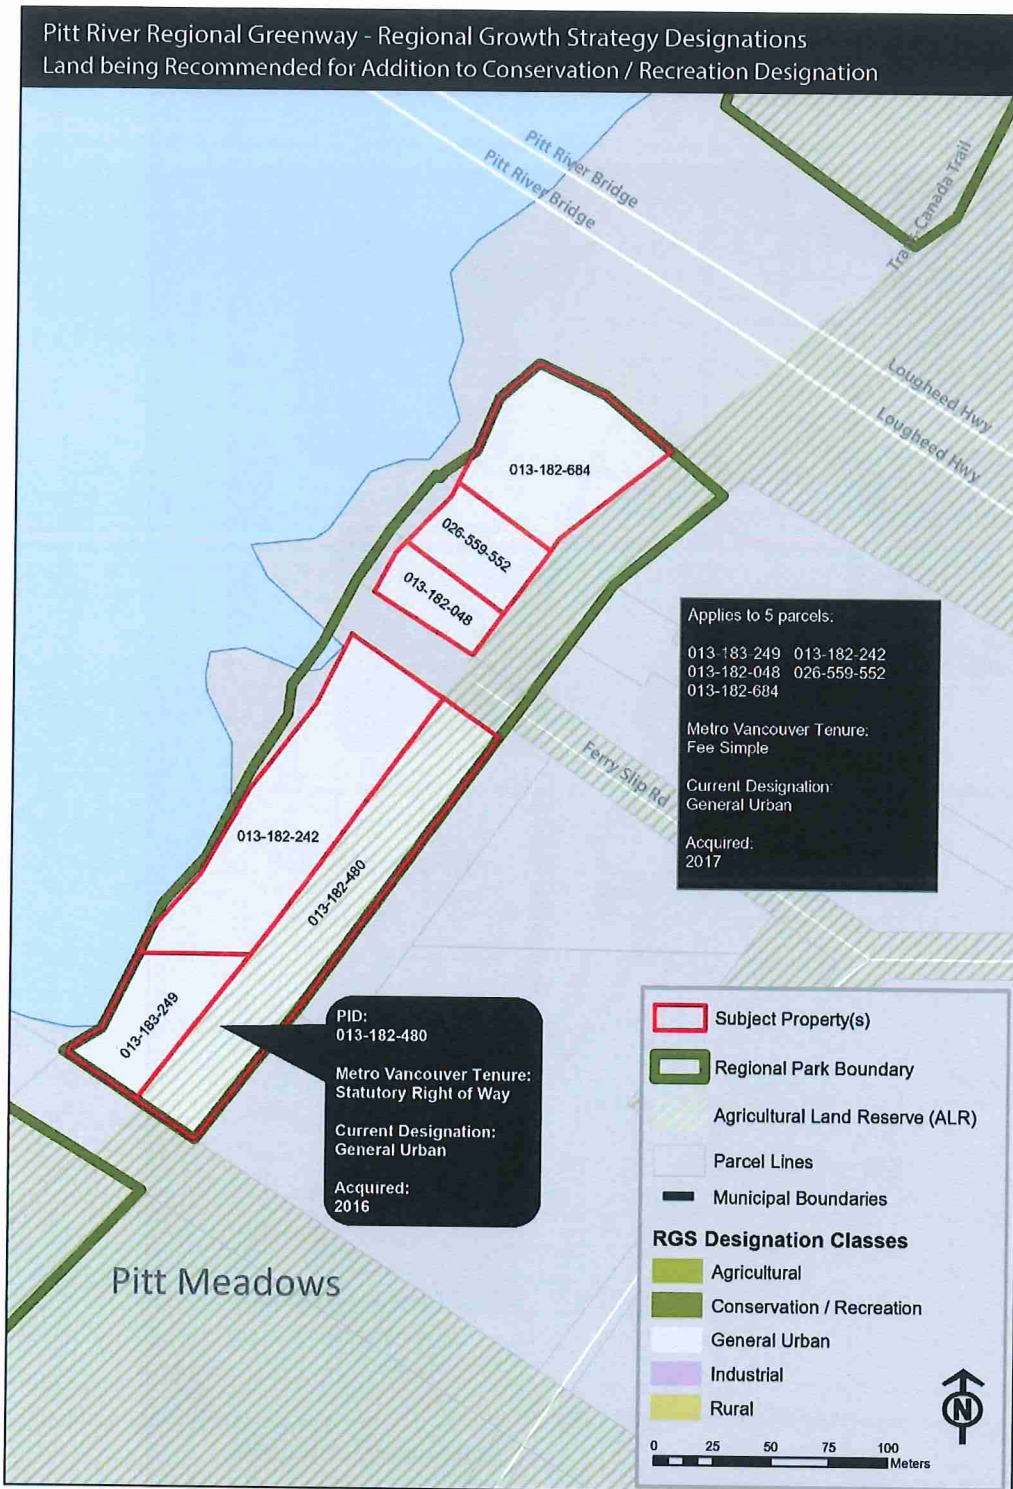 Pitt River Regional Greenway - Regional Growth Strategy Designations
Land being Recommended for Addition to Conservation / Recreation Designation
Pitt River Bridge
Pitt River Bridge
Trans Canada Trail
Lougheed Hwy
Lougheed Hwy
013-182-684
026-559-552
013-182-048
Applies to 5 parcels:
013-183-249 013-182-242
013-182-048 026-559-552
013-182-684
Metro Vancouver Tenure:
Fee Simple
Current Designation:
General Urban
Acquired:
2017
Ferry Slip Rd
013-182-242
013-182-480
013-183-249
PID:
013-182-480
Metro Vancouver Tenure:
Statutory Right of Way
Current Designation:
General Urban
Acquired:
2016
Pitt Meadows
Subject Property(s)
Regional Park Boundary
Agricultural Land Reserve (ALR)
Parcel Lines
Municipal Boundaries
RGS Designation Classes
Agricultural
Conservation / Recreation
General Urban
Industrial
Rural
N
0 25 50 75 100
Meters